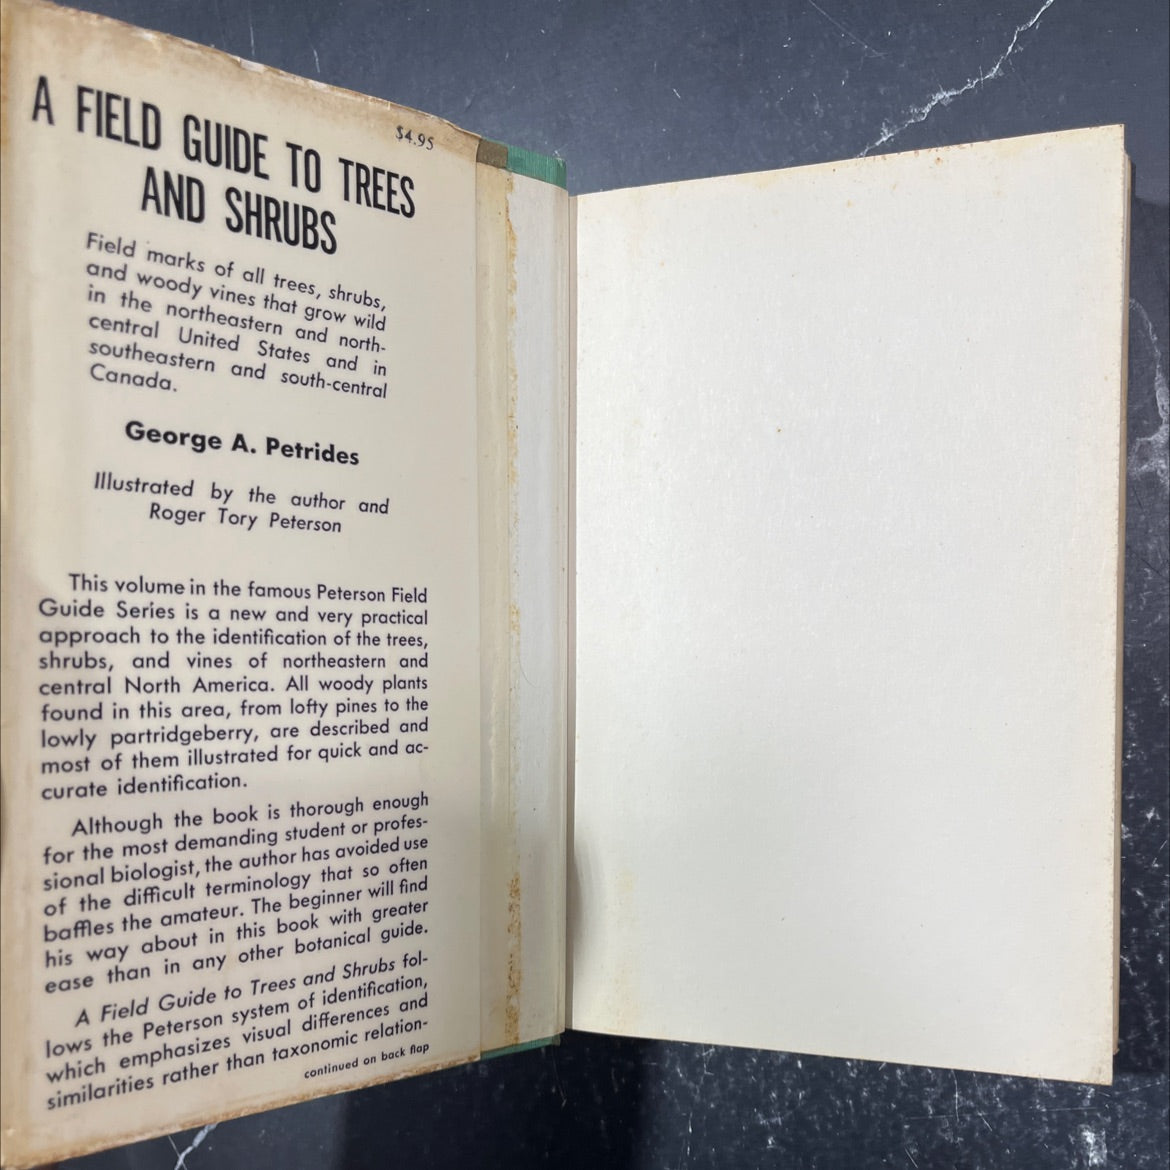 $4.95
A FIELD GUIDE TO TREES
AND SHRUBS
Field marks of all trees, shrubs,
and woody vines that grow wild
in the northeastern and north-
central United States and in
southeastern and south-central
Canada.
George A. Petrides
Illustrated by the author and
Roger Tory Peterson
This volume in the famous Peterson Field
Guide Series is a new and very practical
approach to the identification of the trees,
shrubs, and vines of northeastern and
central North America. All woody plants
found in this area, from lofty pines to the
lowly partridgeberry, are described and
most of them illustrated for quick and ac-
curate identification.
Although the book is thorough enough
for the most demanding student or profes-
sional biologist, the author has avoided use
of the difficult terminology that so often
baffles the amateur. The beginner will find
his way about in this book with greater
ease than in any other botanical guide.
A Field Guide to Trees and Shrubs fol-
lows the Peterson system of identification,
which emphasizes visual differences and
similarities rather than taxonomic relation-
continued on back flap